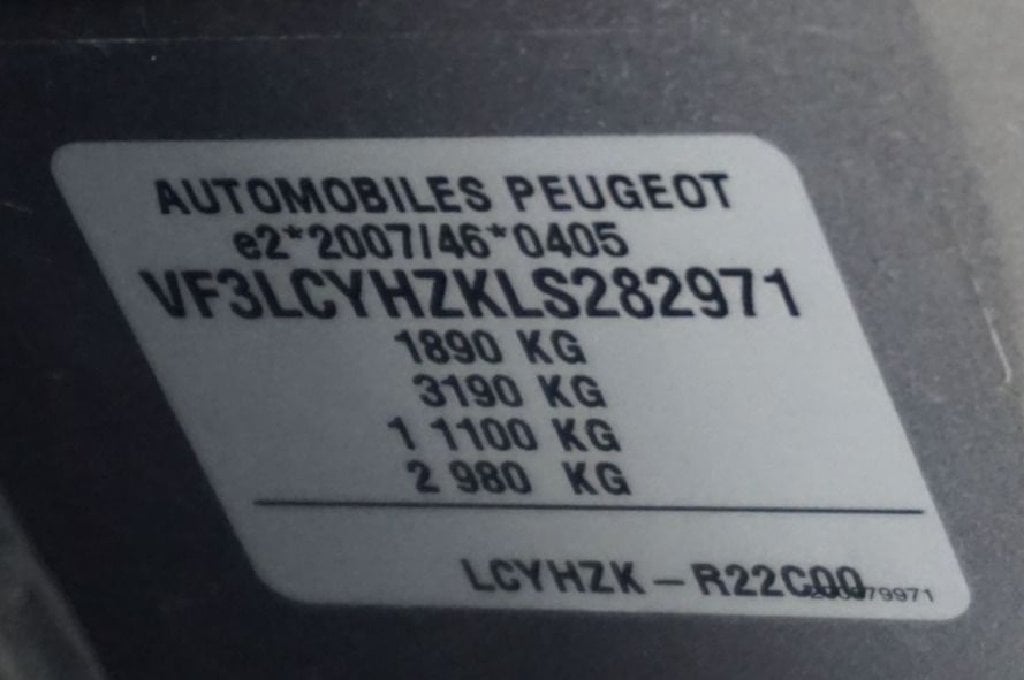 AUTOMOBILES PEUGEOT
e2*2007/46*0405
VF3LCYHZKLS282971
1890 KG
3190 KG
1 1100 KG
2 980 KG
LCYHZK - R22C00